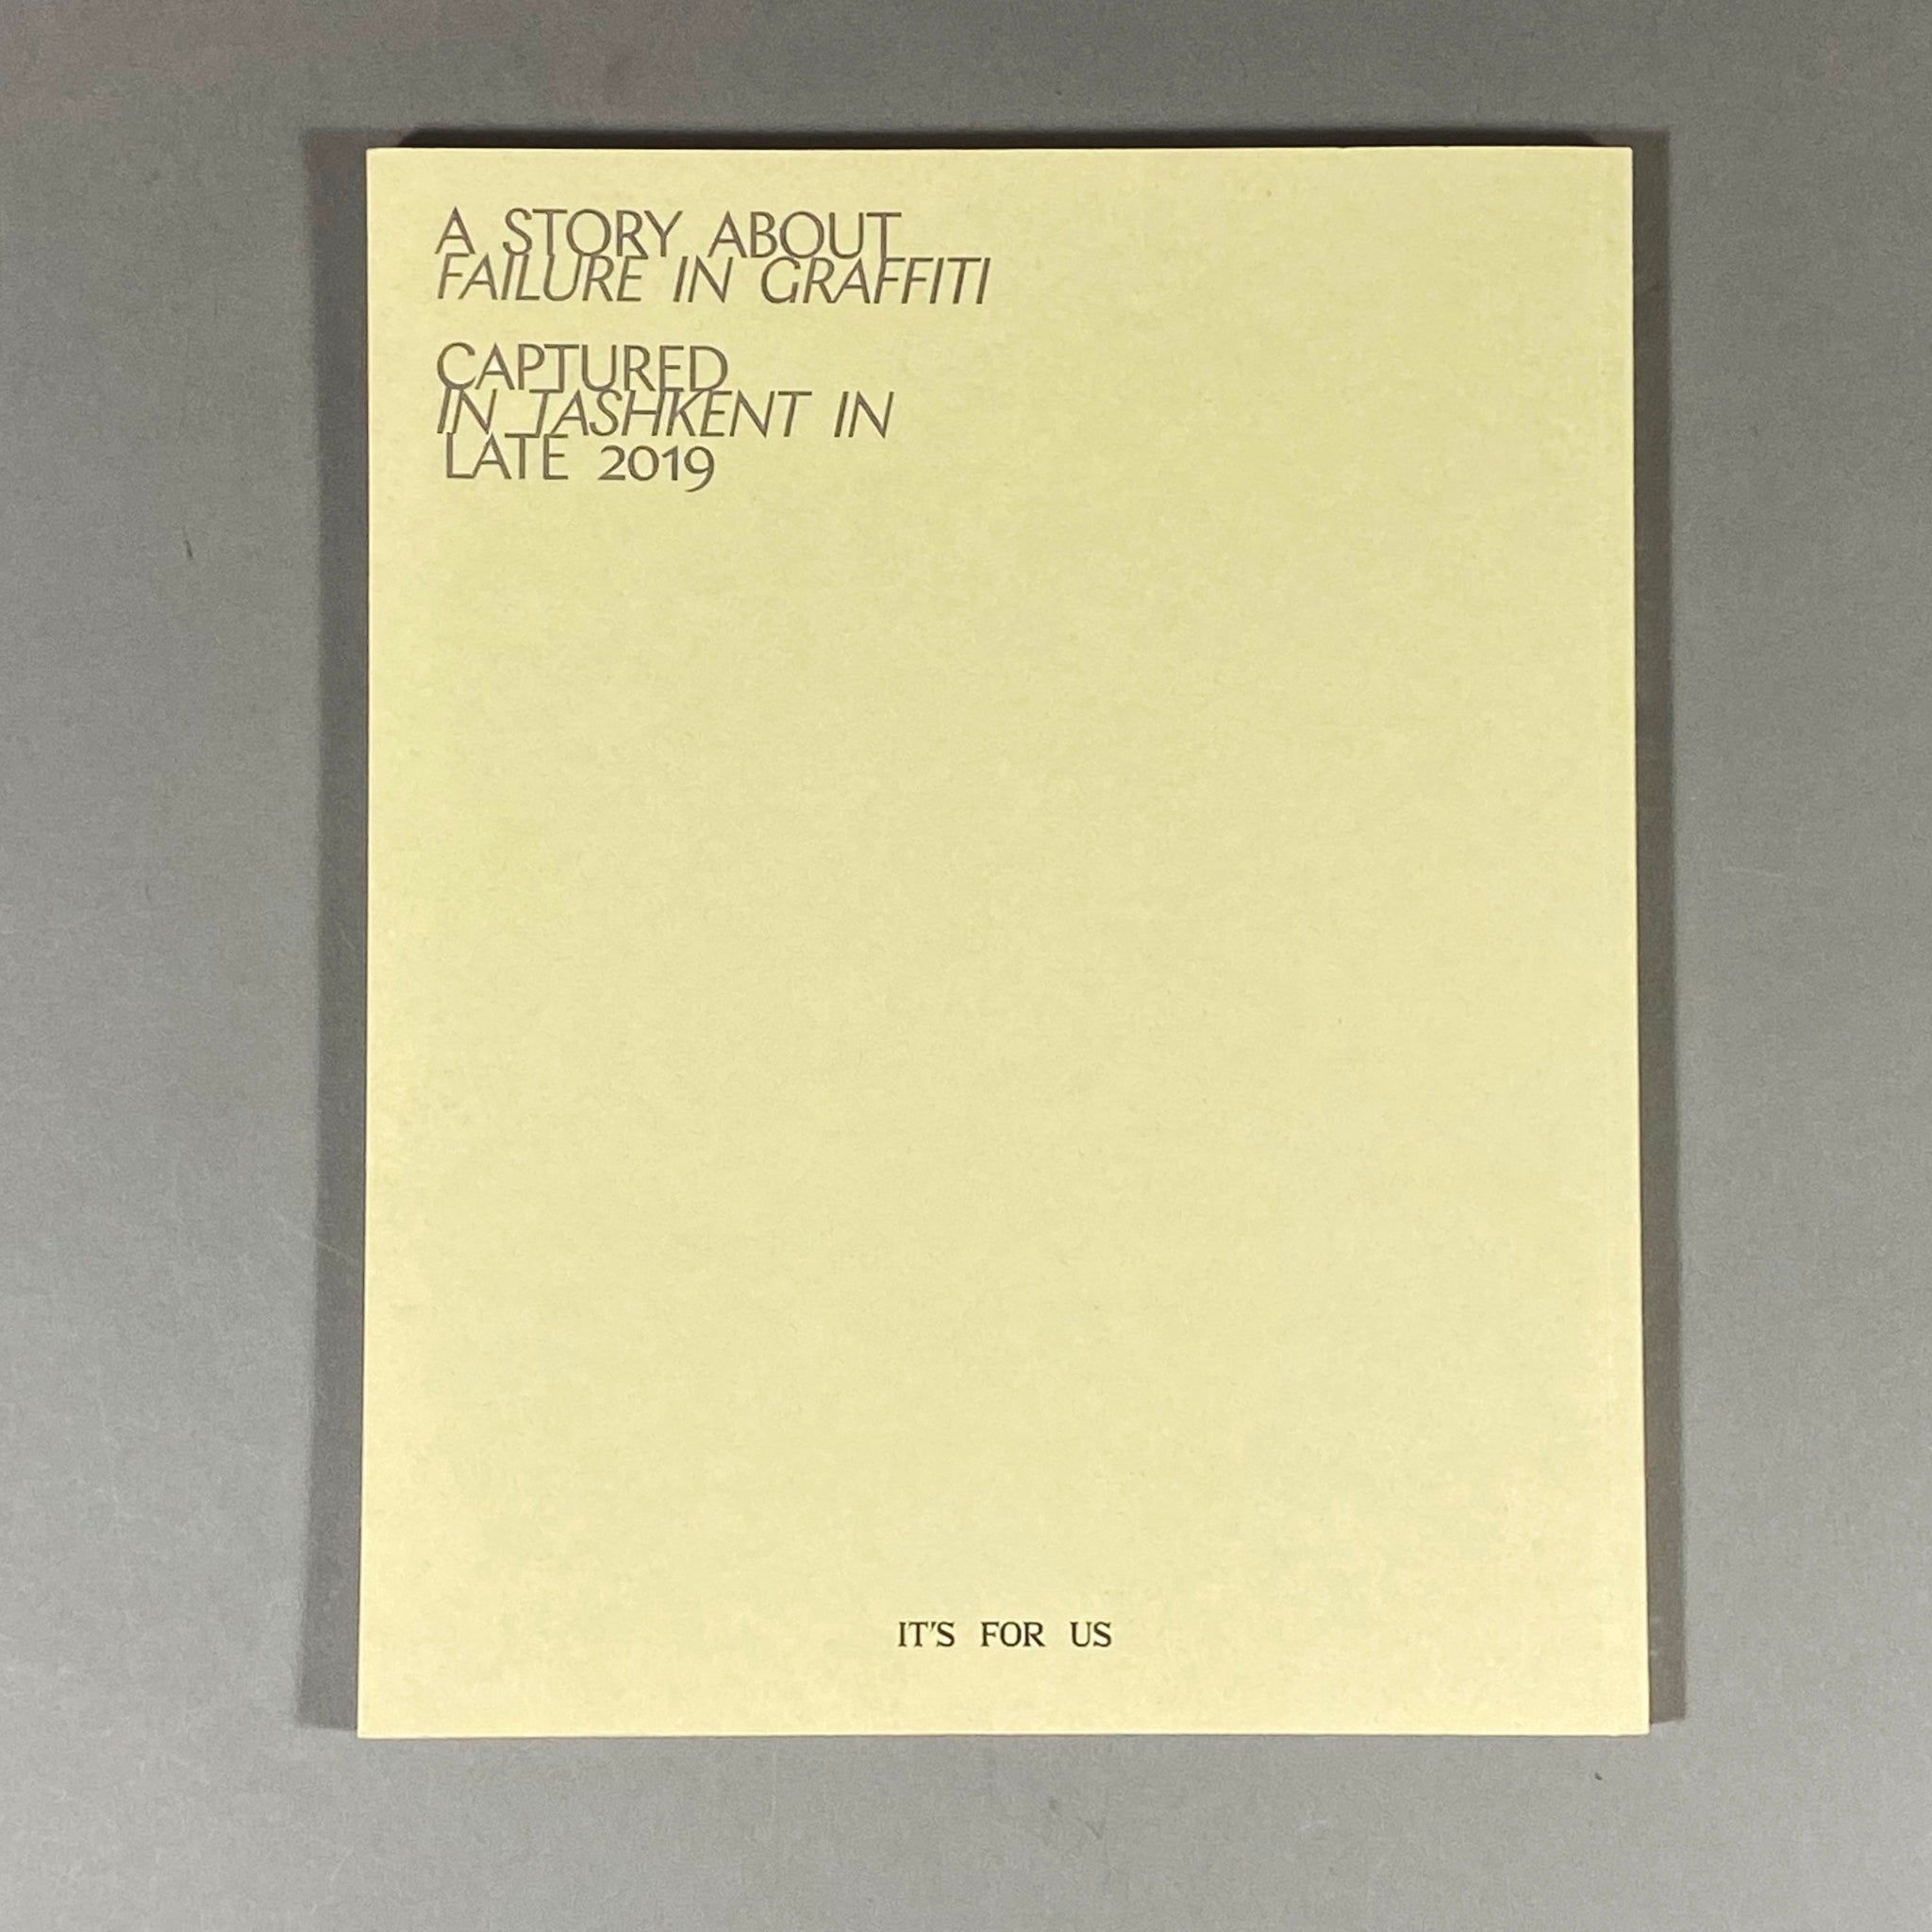 A STORY ABOUT
FAILURE IN GRAFFITI
CAPTURED
IN TASHKENT IN
LATE 2019
IT'S FOR US